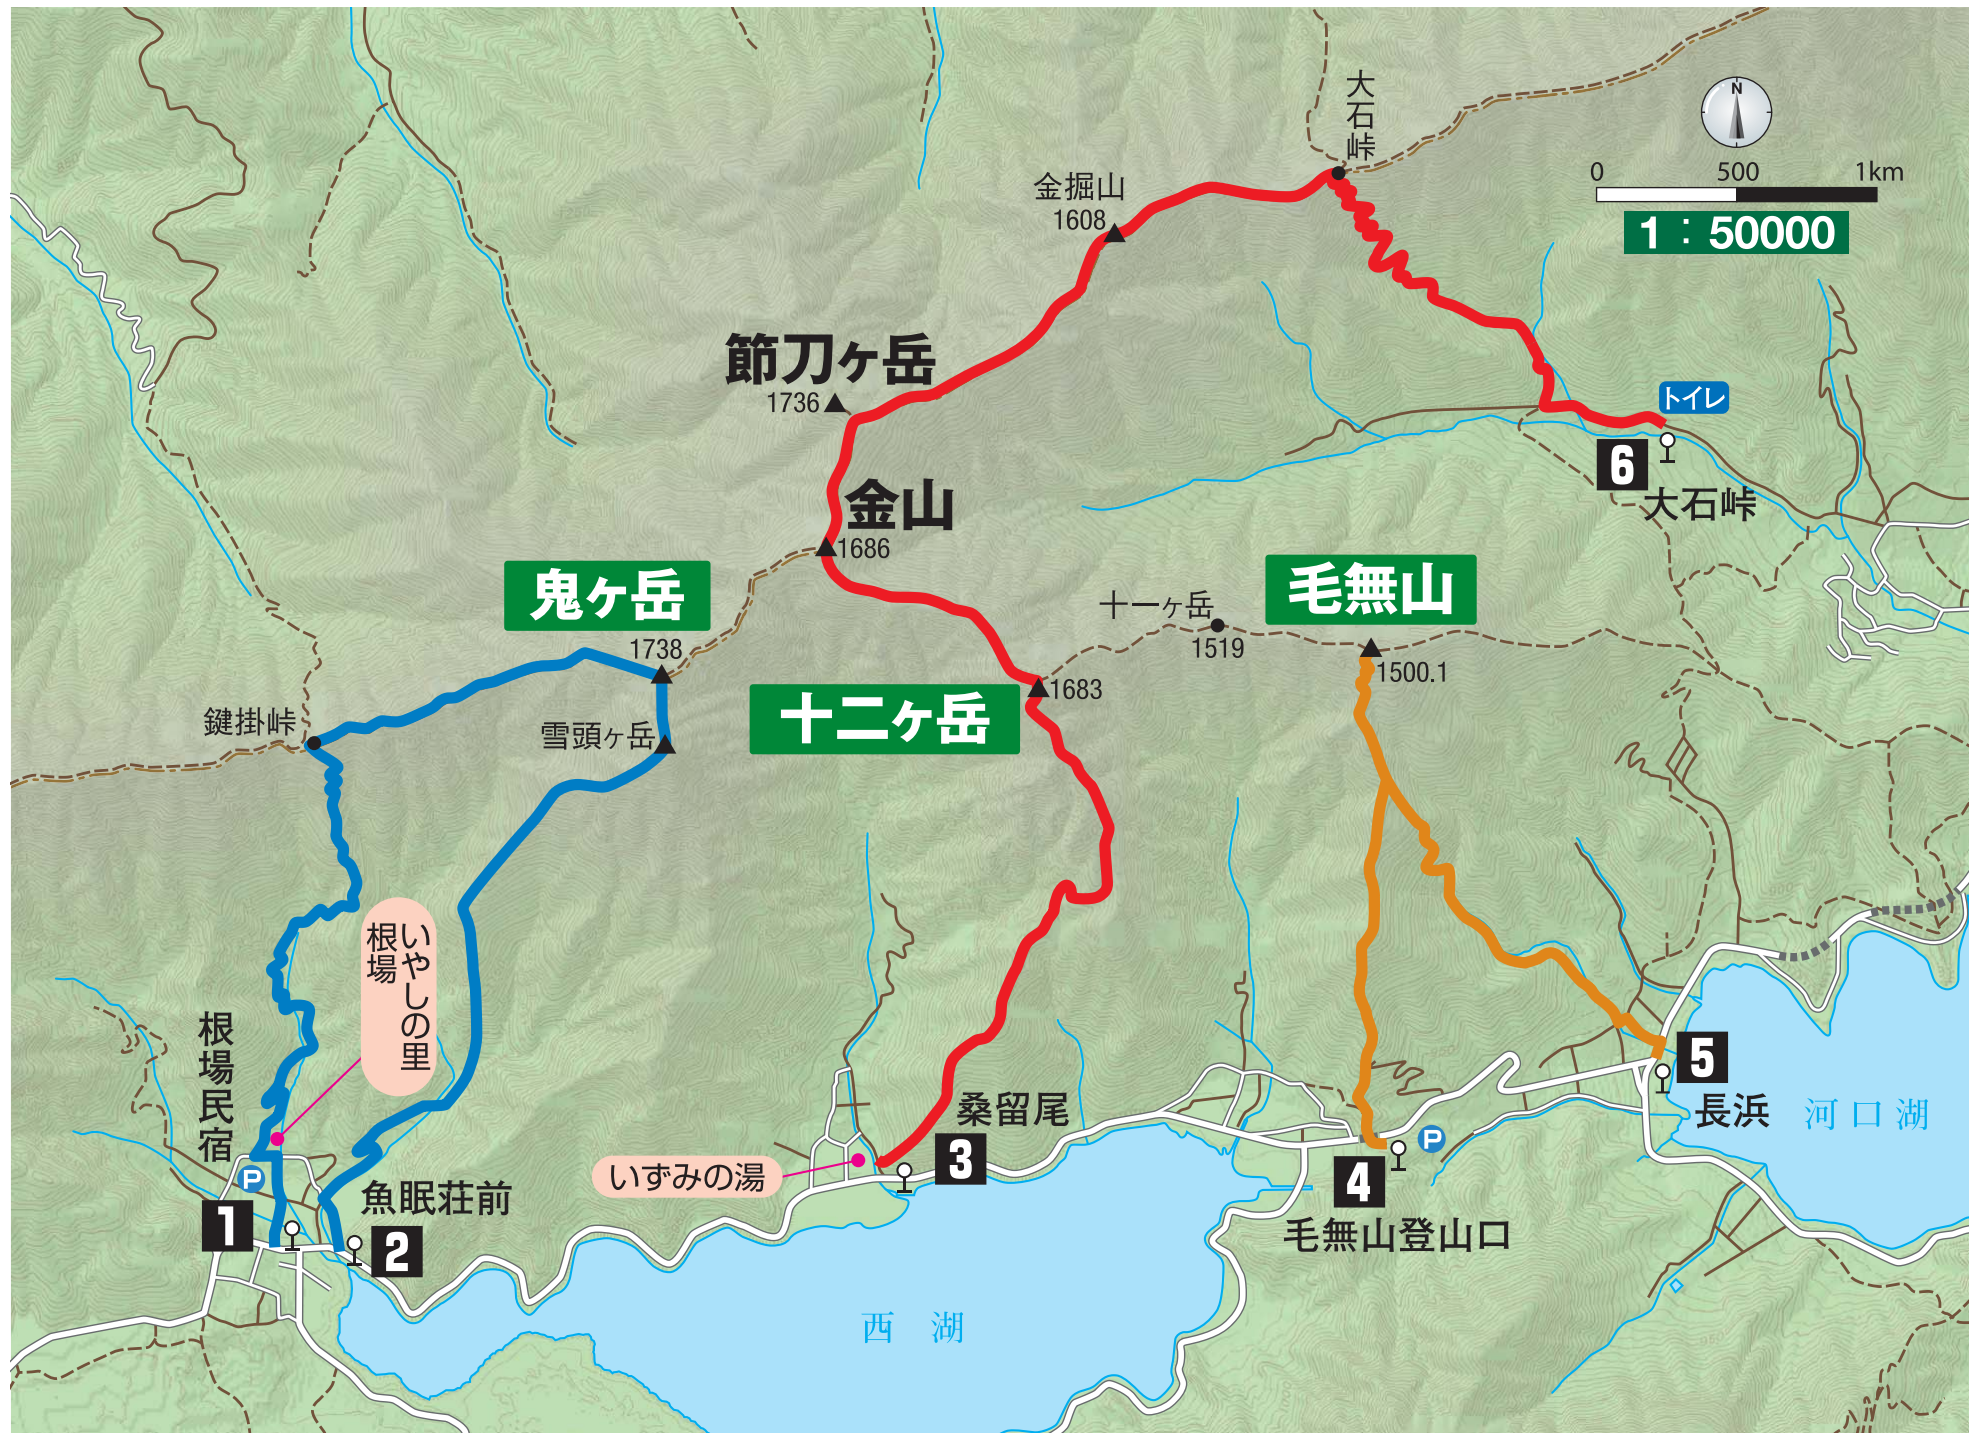 大石峠
N
0 500 1km
1：50000
金掘山
1608
節刀ヶ岳
1736
トイレ
6
大石峠
金山
1686
鬼ヶ岳
1738
毛無山
1500.1
十一ヶ岳
1519
十二ヶ岳
1683
鍵掛峠
雪頭ヶ岳
いやしの里
根場
根場民宿
P
1
魚眠荘前
2
いずみの湯
桑留尾
3
P
4
毛無山登山口
5
長浜
河口湖
西 湖